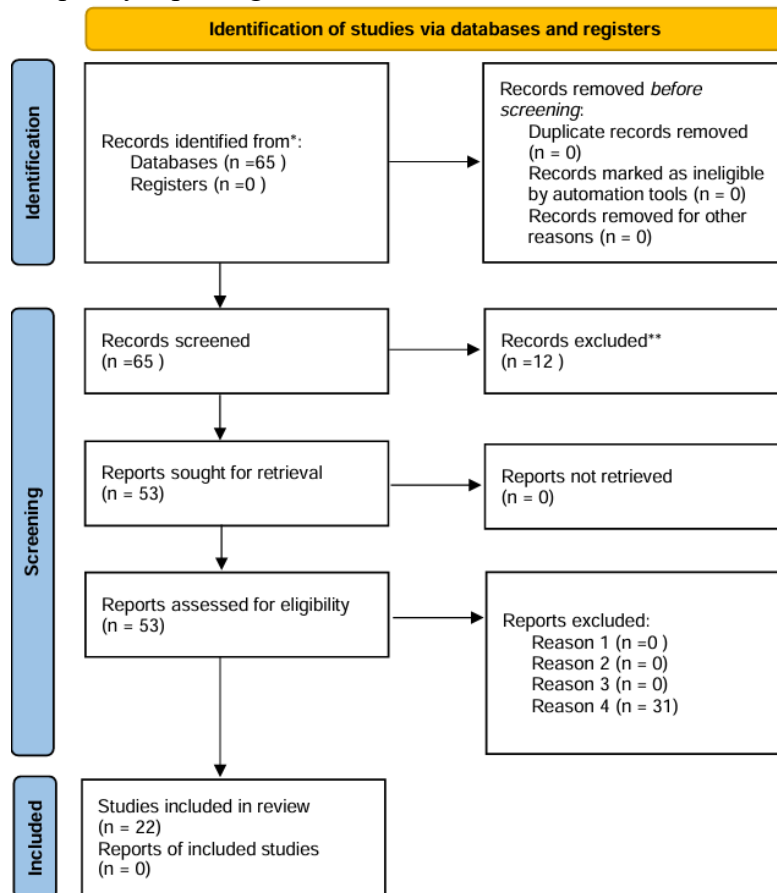 Identification of studies via databases and registers
Identification
Records identified from*:
Databases (n =65 )
Registers (n =0 )
Records removed before
screening:
Duplicate records removed
(n = 0)
Records marked as ineligible
by automation tools (n = 0)
Records removed for other
reasons (n = 0)
Screening
Records screened
(n =65 )
Records excluded**
(n =12 )
Reports sought for retrieval
(n = 53)
Reports not retrieved
(n = 0)
Reports assessed for eligibility
(n = 53)
Reports excluded:
Reason 1 (n =0 )
Reason 2 (n = 0)
Reason 3 (n = 0)
Reason 4 (n = 31)
Included
Studies included in review
(n = 22)
Reports of included studies
(n = 0)